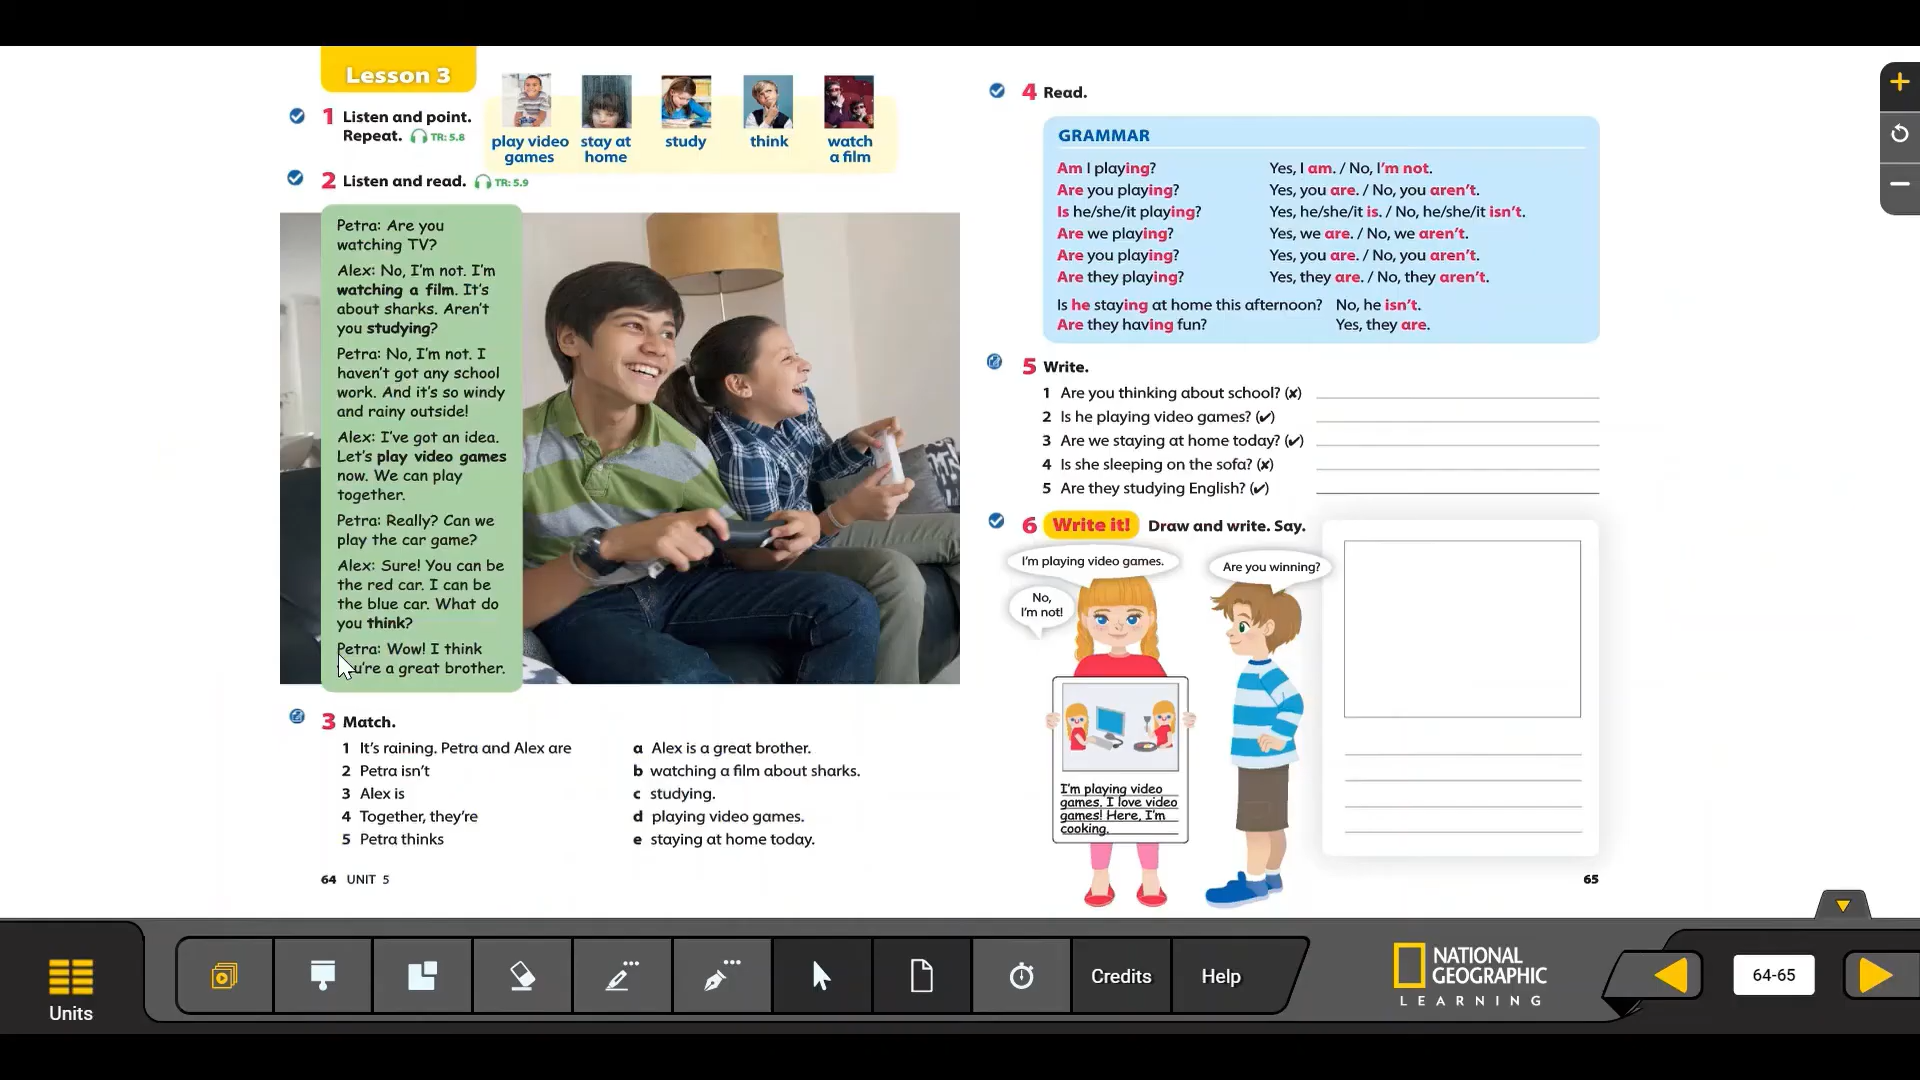 Lesson 3
1 Listen and point.
Repeat. TR: 5.8
play video
games
stay at
home
study
think
watch
a film
2 Listen and read. TR: 5.9
Petra: Are you
watching TV?
Alex: No, I'm not. I'm
watching a film. It's
about sharks. Aren't
you studying?
Petra: No, I'm not. I
haven't got any school
work. And it's so windy
and rainy outside!
Alex: I've got an idea.
Let's play video games
now. We can play
together.
Petra: Really? Can we
play the car game?
Alex: Sure! You can be
the red car. I can be
the blue car. What do
you think?
Petra: Wow! I think
you're a great brother.
3 Match.
1 It's raining. Petra and Alex are
2 Petra isn't
3 Alex is
4 Together, they're
5 Petra thinks
a Alex is a great brother.
b watching a film about sharks.
c studying.
d playing video games.
e staying at home today.
64 UNIT 5
4 Read.
GRAMMAR
Am I playing? Yes, I am. / No, I'm not.
Are you playing? Yes, you are. / No, you aren't.
Is he/she/it playing? Yes, he/she/it is. / No, he/she/it isn't.
Are we playing? Yes, we are. / No, we aren't.
Are you playing? Yes, you are. / No, you aren't.
Are they playing? Yes, they are. / No, they aren't.
Is he staying at home this afternoon? No, he isn't.
Are they having fun? Yes, they are.
5 Write.
1 Are you thinking about school? (✘)
2 Is he playing video games? (✔)
3 Are we staying at home today? (✔)
4 Is she sleeping on the sofa? (✘)
5 Are they studying English? (✔)
6 Write it! Draw and write. Say.
I'm playing video games.
Are you winning?
No,
I'm not!
I'm playing video
games. I love video
games! Here, I'm
cooking.
65
Units
Credits
Help
NATIONAL
GEOGRAPHIC
LEARNING
64-65